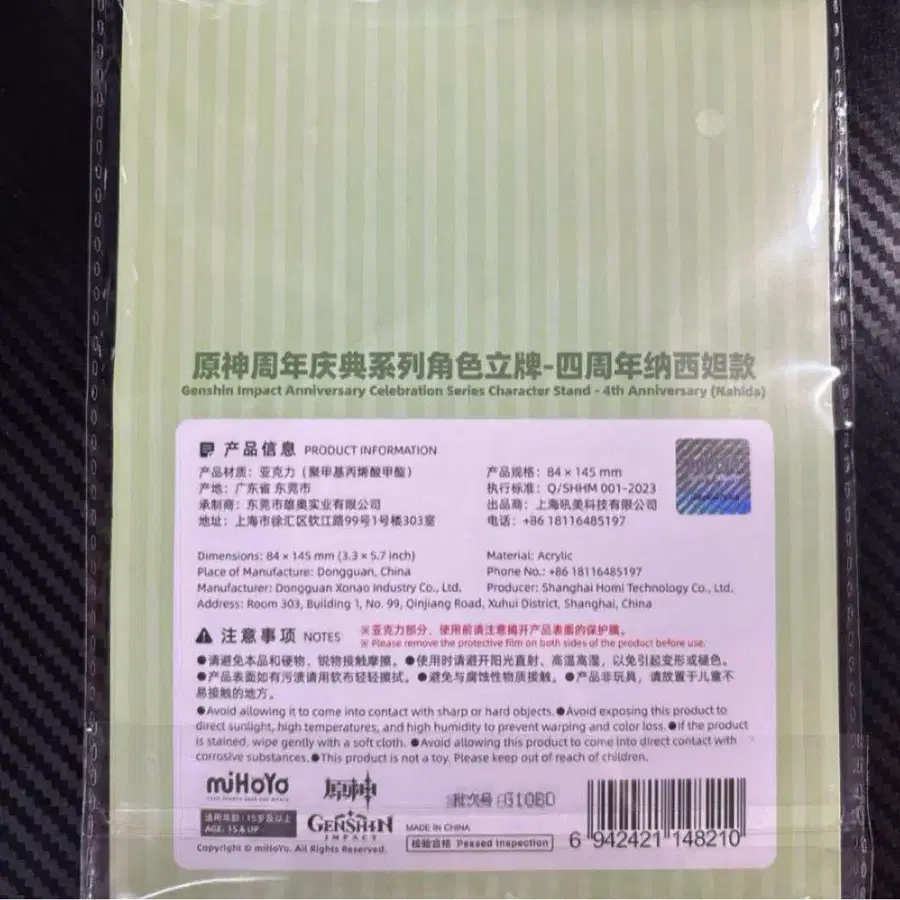 原神周年庆典系列角色立牌-四周年纳西妲款
Genshin Impact Anniversary Celebration Series Character Stand - 4th Anniversary (Nahida)
产品信息 PRODUCT INFORMATION
产品材质：亚克力（聚甲基丙烯酸甲酯）
产地：广东省 东莞市
承制商：东莞市雄奥实业有限公司
地址：上海市徐汇区钦江路99号1号楼303室
产品规格：84 × 145 mm
执行标准：Q/SHHM 001-2023
出品商：上海吼美科技有限公司
电话：+86 18116485197
Dimensions: 84 × 145 mm (3.3 × 5.7 inch)
Place of Manufacture: Dongguan, China
Manufacturer: Dongguan Xonao Industry Co., Ltd.
Material: Acrylic
Phone No.: +86 18116485197
Producer: Shanghai Homi Technology Co., Ltd.
Address: Room 303, Building 1, No. 99, Qinjiang Road, Xuhui District, Shanghai, China
注意事项 NOTES
※亚克力部分，使用前请注意揭开产品表面的保护膜。
※ Please remove the protective film on both sides of the product before use.
●请避免本品和硬物、锐物接触摩擦。●使用时请避开阳光直射、高温高湿，以免引起变形或褪色。
●产品表面如有污渍请用软布轻轻擦拭。●避免与腐蚀性物质接触。●产品非玩具，请放置于儿童不
易接触的地方。
●Avoid allowing it to come into contact with sharp or hard objects.●Avoid exposing this product to
direct sunlight, high temperatures, and high humidity to prevent warping and color loss.●If the product
is stained, wipe gently with a soft cloth. ●Avoid allowing this product to come into direct contact with
corrosive substances.●This product is not a toy. Please keep out of reach of children.
miHoYo
TECH OTAKUS SAVE THE WORLD
原神
GENSHIN
IMPACT
适用年龄：15岁及以上
AGE: 15 & UP
Copyright © miHoYo. All Rights Reserved.
批次号：G10BD
MADE IN CHINA
检验合格 Passed Inspection
6 942421 148210